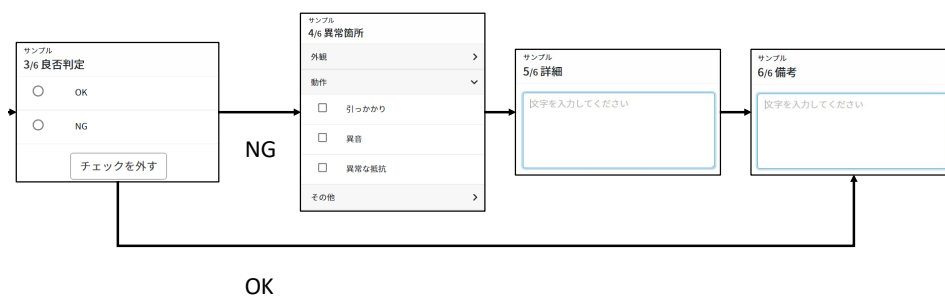 サンプル
3/6 良否判定
OK
NG
チェックを外す
NG
サンプル
4/6 異常箇所
外観
動作
引っかかり
異音
異常な抵抗
その他
サンプル
5/6 詳細
文字を入力してください
サンプル
6/6 備考
文字を入力してください
OK